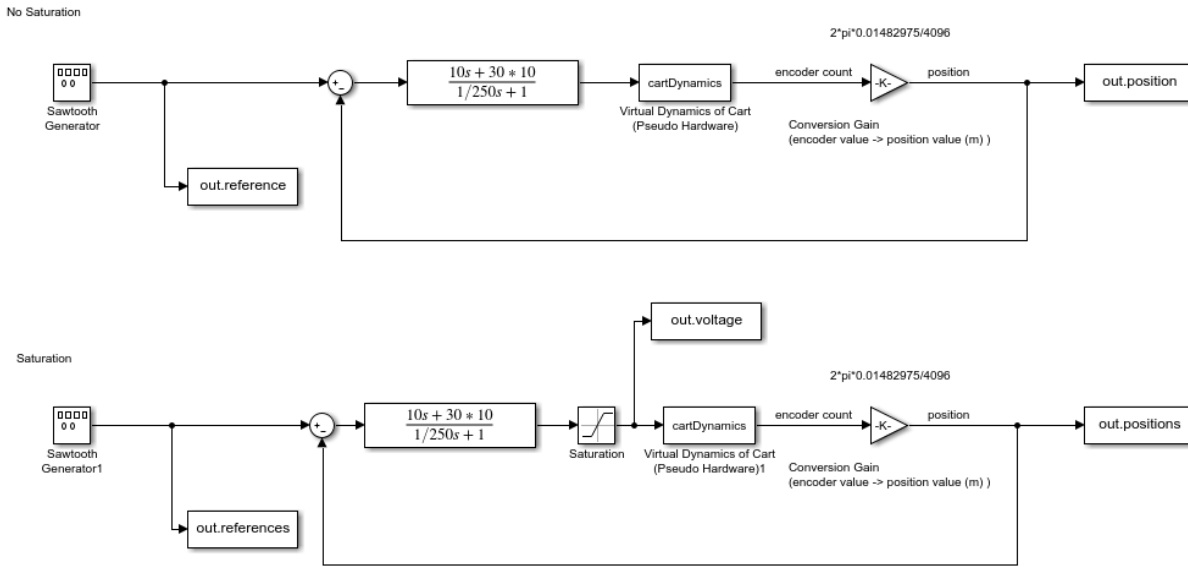 No Saturation
2*pi*0.01482975/4096
Sawtooth
Generator
+
−
10s + 30 * 10
1/250s + 1
cartDynamics
Virtual Dynamics of Cart
(Pseudo Hardware)
encoder count
-K-
position
out.position
Conversion Gain
(encoder value -> position value (m) )
out.reference
out.voltage
Saturation
2*pi*0.01482975/4096
Sawtooth
Generator1
+
−
10s + 30 * 10
1/250s + 1
Saturation
cartDynamics
Virtual Dynamics of Cart
(Pseudo Hardware)1
encoder count
-K-
position
out.positions
Conversion Gain
(encoder value -> position value (m) )
out.references